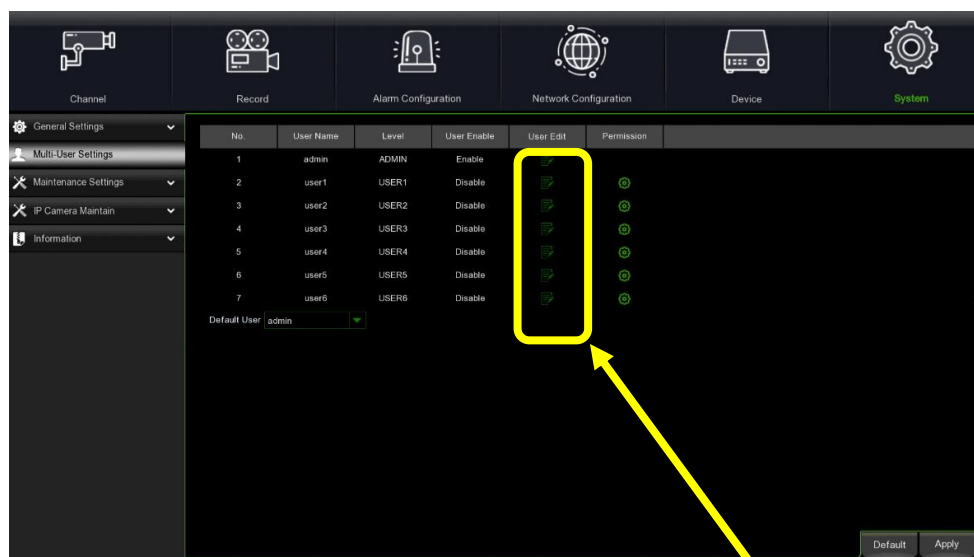 Channel Record Alarm Configuration Network Configuration Device System
General Settings
Multi-User Settings
Maintenance Settings
IP Camera Maintain
Information
No. User Name Level User Enable User Edit Permission
1 admin ADMIN Enable
2 user1 USER1 Disable
3 user2 USER2 Disable
4 user3 USER3 Disable
5 user4 USER4 Disable
6 user5 USER5 Disable
7 user6 USER6 Disable
Default User admin
Default Apply